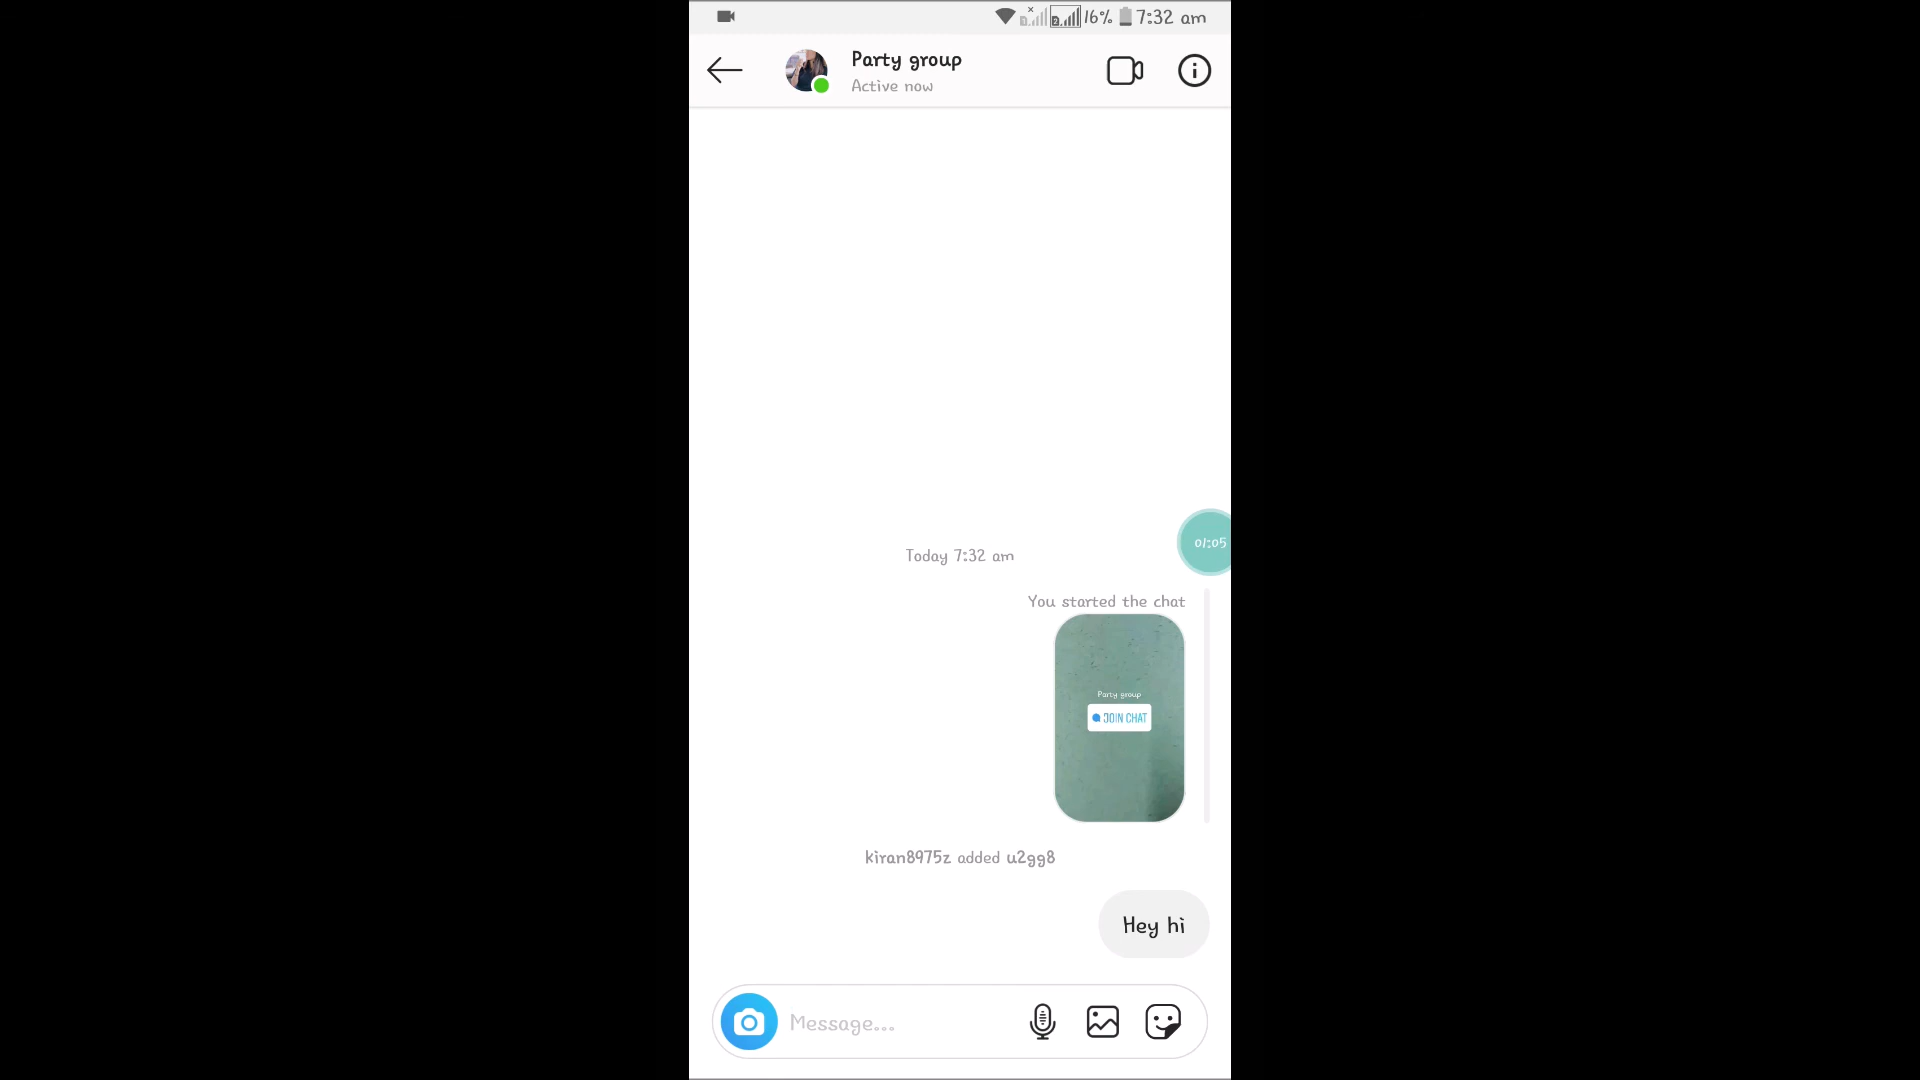 16% 7:32 am
Party group
Active now
Today 7:32 am
01:05
You started the chat
Party group
JOIN CHAT
kiran8975z added u2gg8
Hey hi
Message...